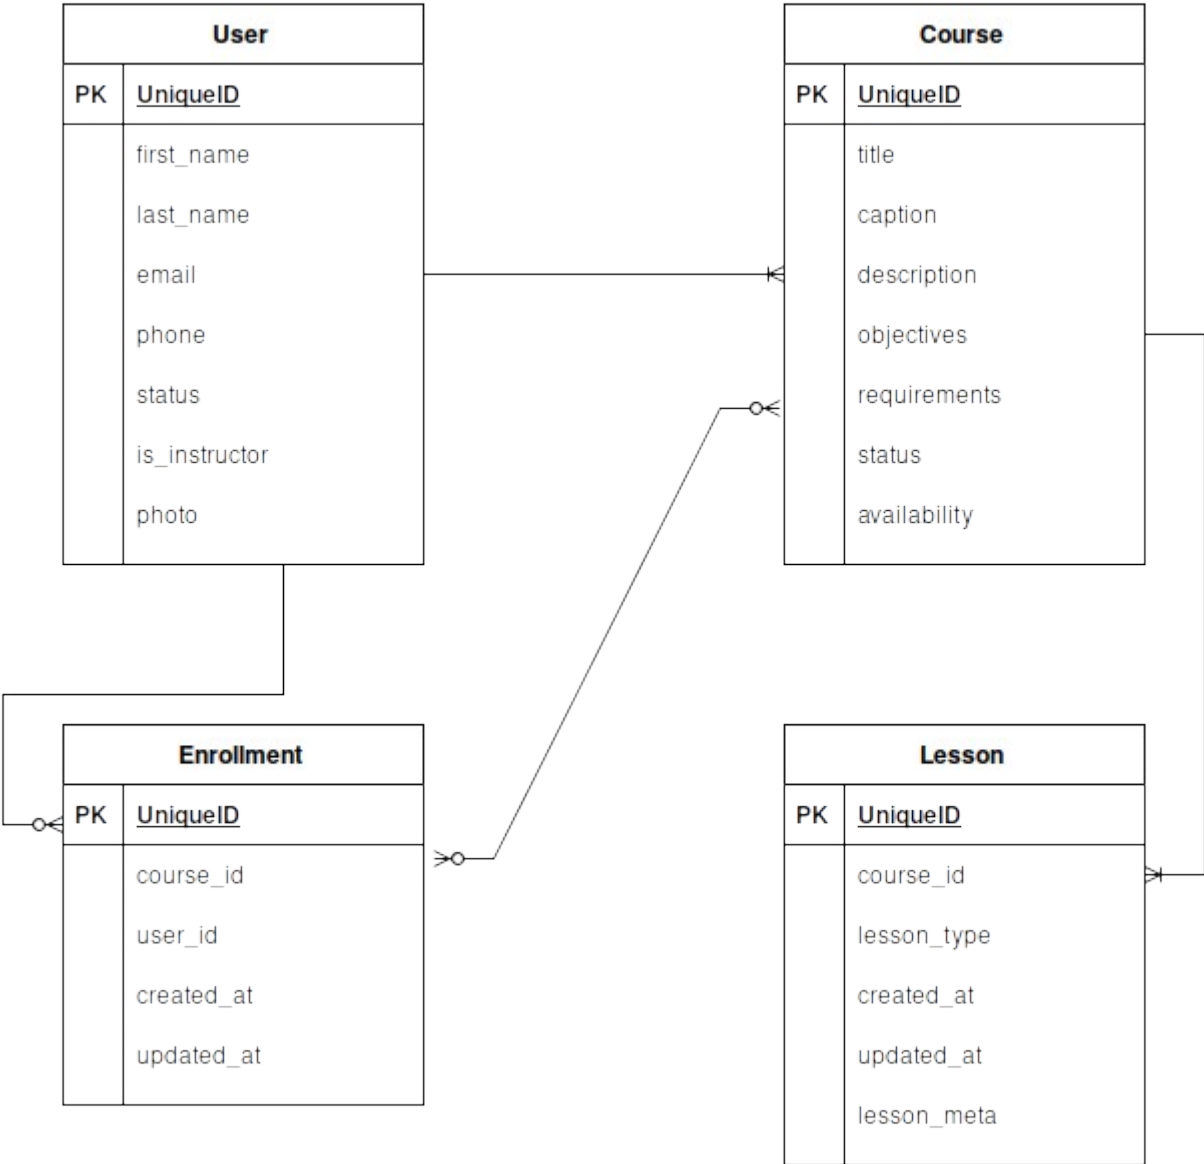 User
PK UniqueID
first_name
last_name
email
phone
status
is_instructor
photo
Course
PK UniqueID
title
caption
description
objectives
requirements
status
availability
Enrollment
PK UniqueID
course_id
user_id
created_at
updated_at
Lesson
PK UniqueID
course_id
lesson_type
created_at
updated_at
lesson_meta